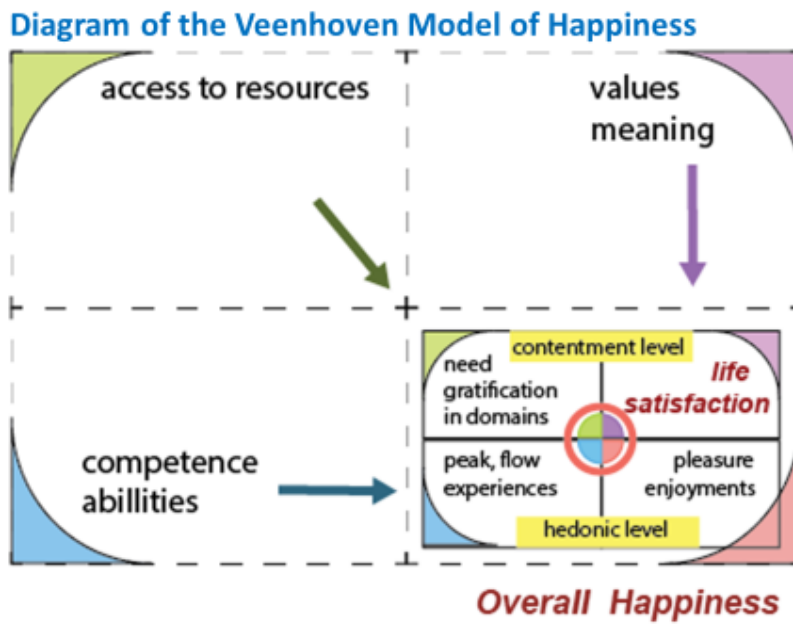 Diagram of the Veenhoven Model of Happiness
access to resources
values
meaning
contentment level
need
gratification
in domains
life
satisfaction
competence
abillities
peak, flow
experiences
pleasure
enjoyments
hedonic level
Overall Happiness